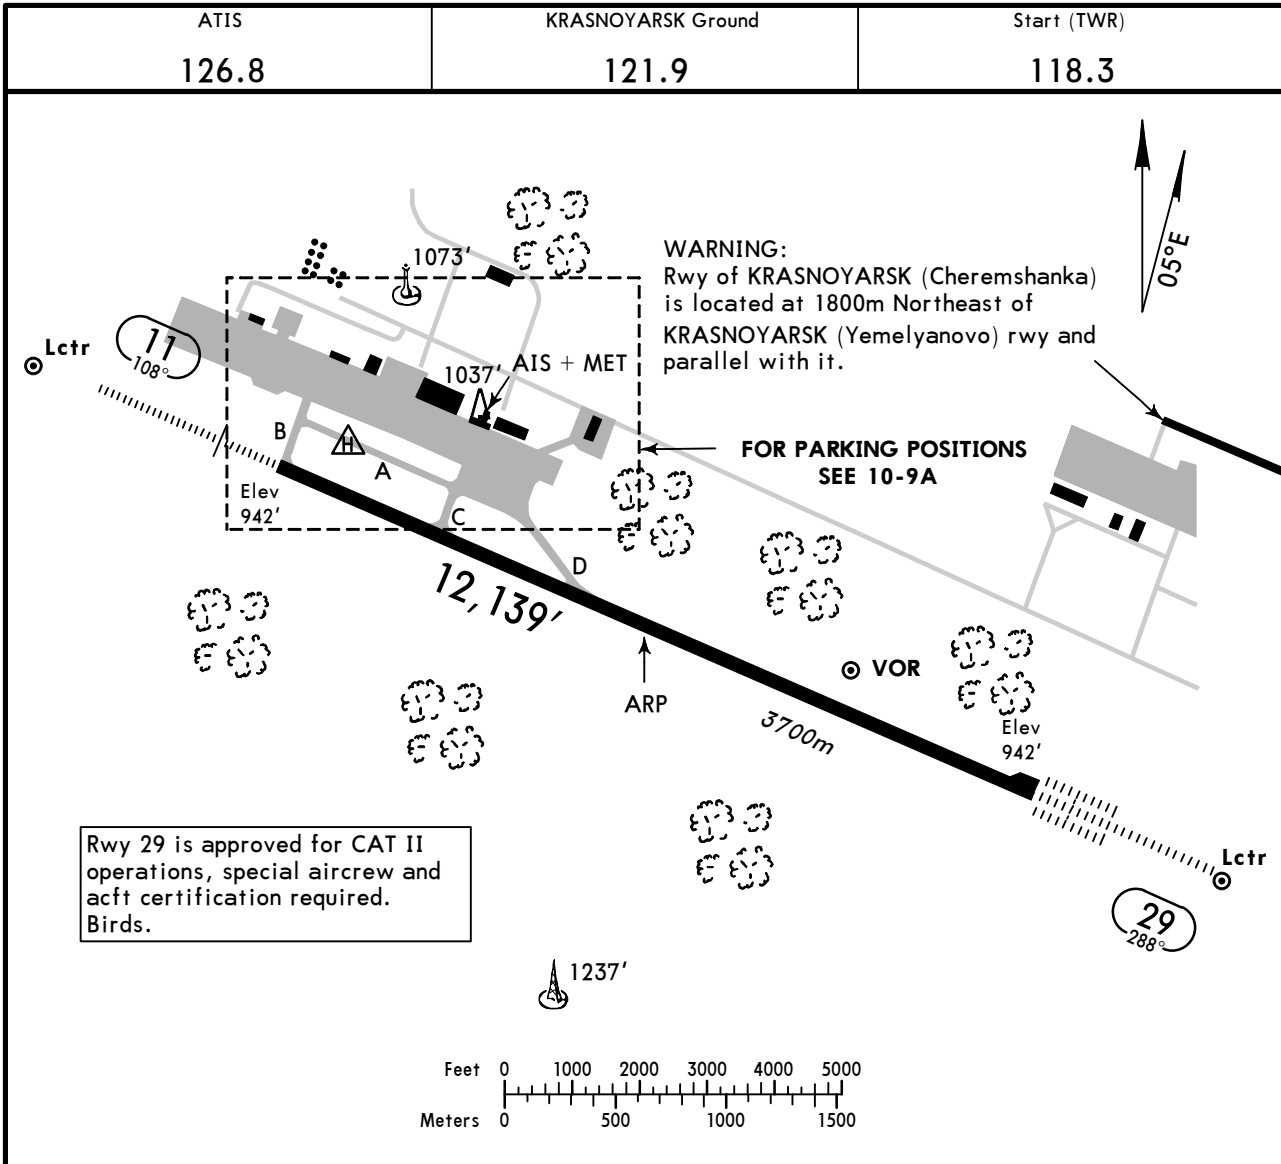 ATIS
KRASNOYARSK Ground
Start (TWR)
126.8
121.9
118.3
05°E
1073'
WARNING:
Rwy of KRASNOYARSK (Cheremshanka)
is located at 1800m Northeast of
KRASNOYARSK (Yemelyanovo) rwy and
parallel with it.
Lctr
11
108°
1037'
AIS + MET
B
H
A
FOR PARKING POSITIONS
SEE 10-9A
Elev
942'
C
D
12,139'
VOR
ARP
3700m
Elev
942'
Rwy 29 is approved for CAT II
operations, special aircrew and
acft certification required.
Birds.
Lctr
29
288°
1237'
Feet 0 1000 2000 3000 4000 5000
Meters 0 500 1000 1500